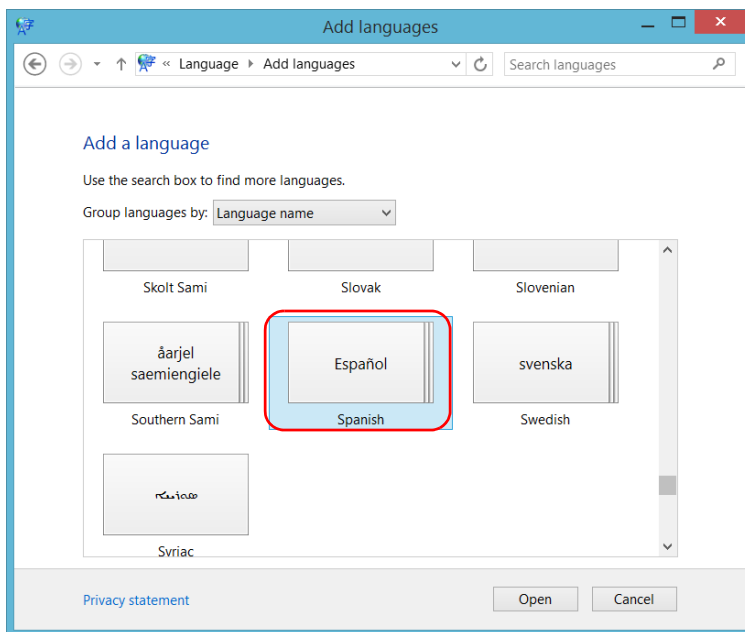 Add languages
« Language Add languages
Search languages
Add a language
Use the search box to find more languages.
Group languages by: Language name
Skolt Sami Slovak Slovenian
åarjel
saemiengiele
Español
svenska
Southern Sami Spanish Swedish
ܣܘܪܝܝܐ
Syriac
Privacy statement Open Cancel